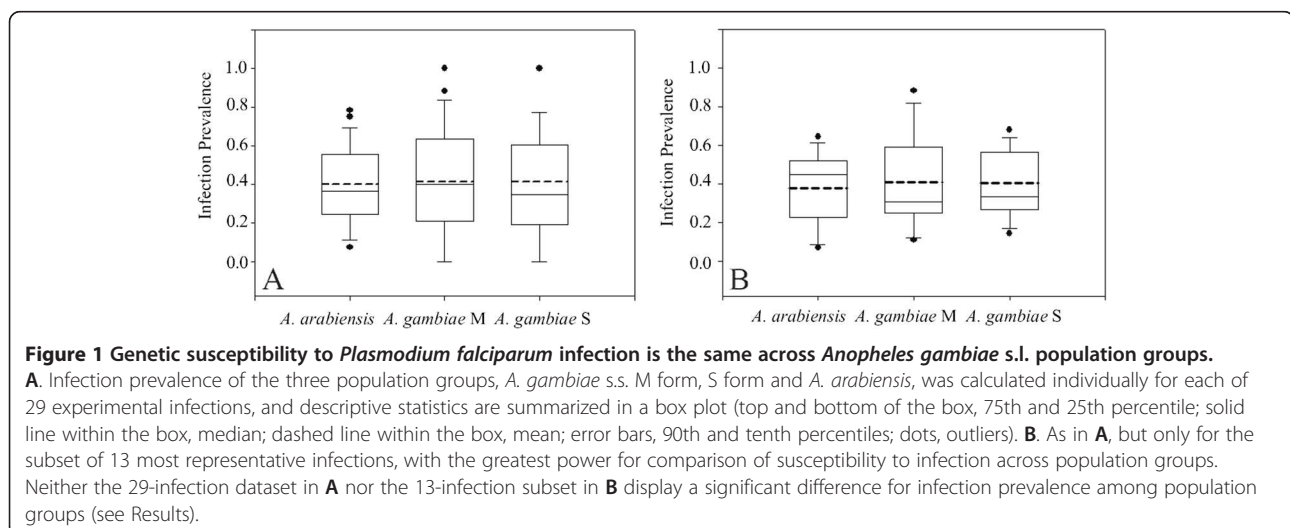 Infection Prevalence
1.0
0.8
0.6
0.4
0.2
0.0
A
A. arabiensis A. gambiae M A. gambiae S
Infection Prevalence
1.0
0.8
0.6
0.4
0.2
0.0
B
A. arabiensis A. gambiae M A. gambiae S
Figure 1 Genetic susceptibility to Plasmodium falciparum infection is the same across Anopheles gambiae s.l. population groups.
A. Infection prevalence of the three population groups, A. gambiae s.s. M form, S form and A. arabiensis, was calculated individually for each of
29 experimental infections, and descriptive statistics are summarized in a box plot (top and bottom of the box, 75th and 25th percentile; solid
line within the box, median; dashed line within the box, mean; error bars, 90th and tenth percentiles; dots, outliers). B. As in A, but only for the
subset of 13 most representative infections, with the greatest power for comparison of susceptibility to infection across population groups.
Neither the 29-infection dataset in A nor the 13-infection subset in B display a significant difference for infection prevalence among population
groups (see Results).